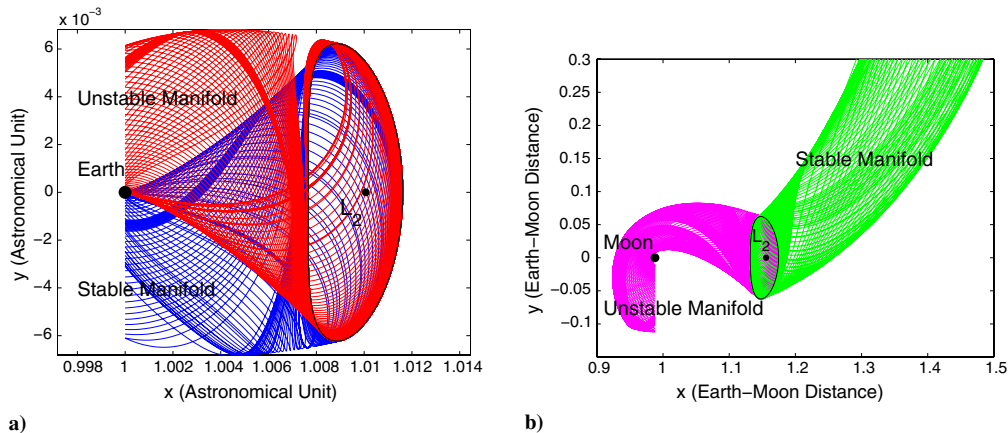 x 10⁻³
6
4
2
0
−2
−4
−6
y (Astronomical Unit)
Unstable Manifold
Earth
L₂
Stable Manifold
0.998 1 1.002 1.004 1.006 1.008 1.01 1.012 1.014
x (Astronomical Unit)
a)
0.3
0.25
0.2
0.15
0.1
0.05
0
−0.05
−0.1
y (Earth−Moon Distance)
Stable Manifold
Moon
L₂
Unstable Manifold
0.9 1 1.1 1.2 1.3 1.4 1.5
x (Earth−Moon Distance)
b)